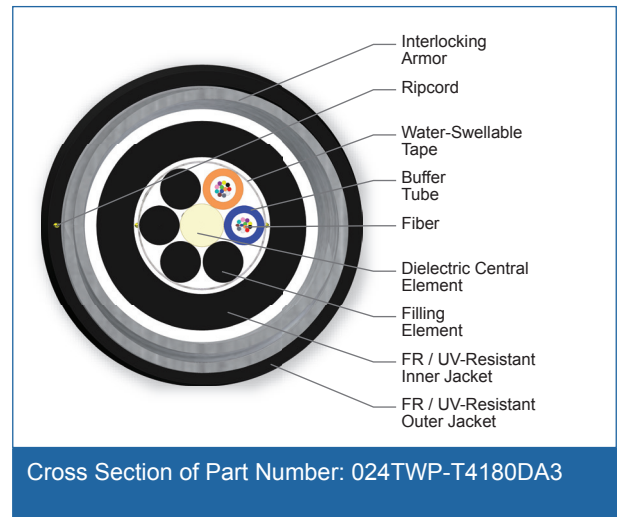 Interlocking
Armor
Ripcord
Water-Swellable
Tape
Buffer
Tube
Fiber
Dielectric Central
Element
Filling
Element
FR / UV-Resistant
Inner Jacket
FR / UV-Resistant
Outer Jacket
Cross Section of Part Number: 024TWP-T4180DA3